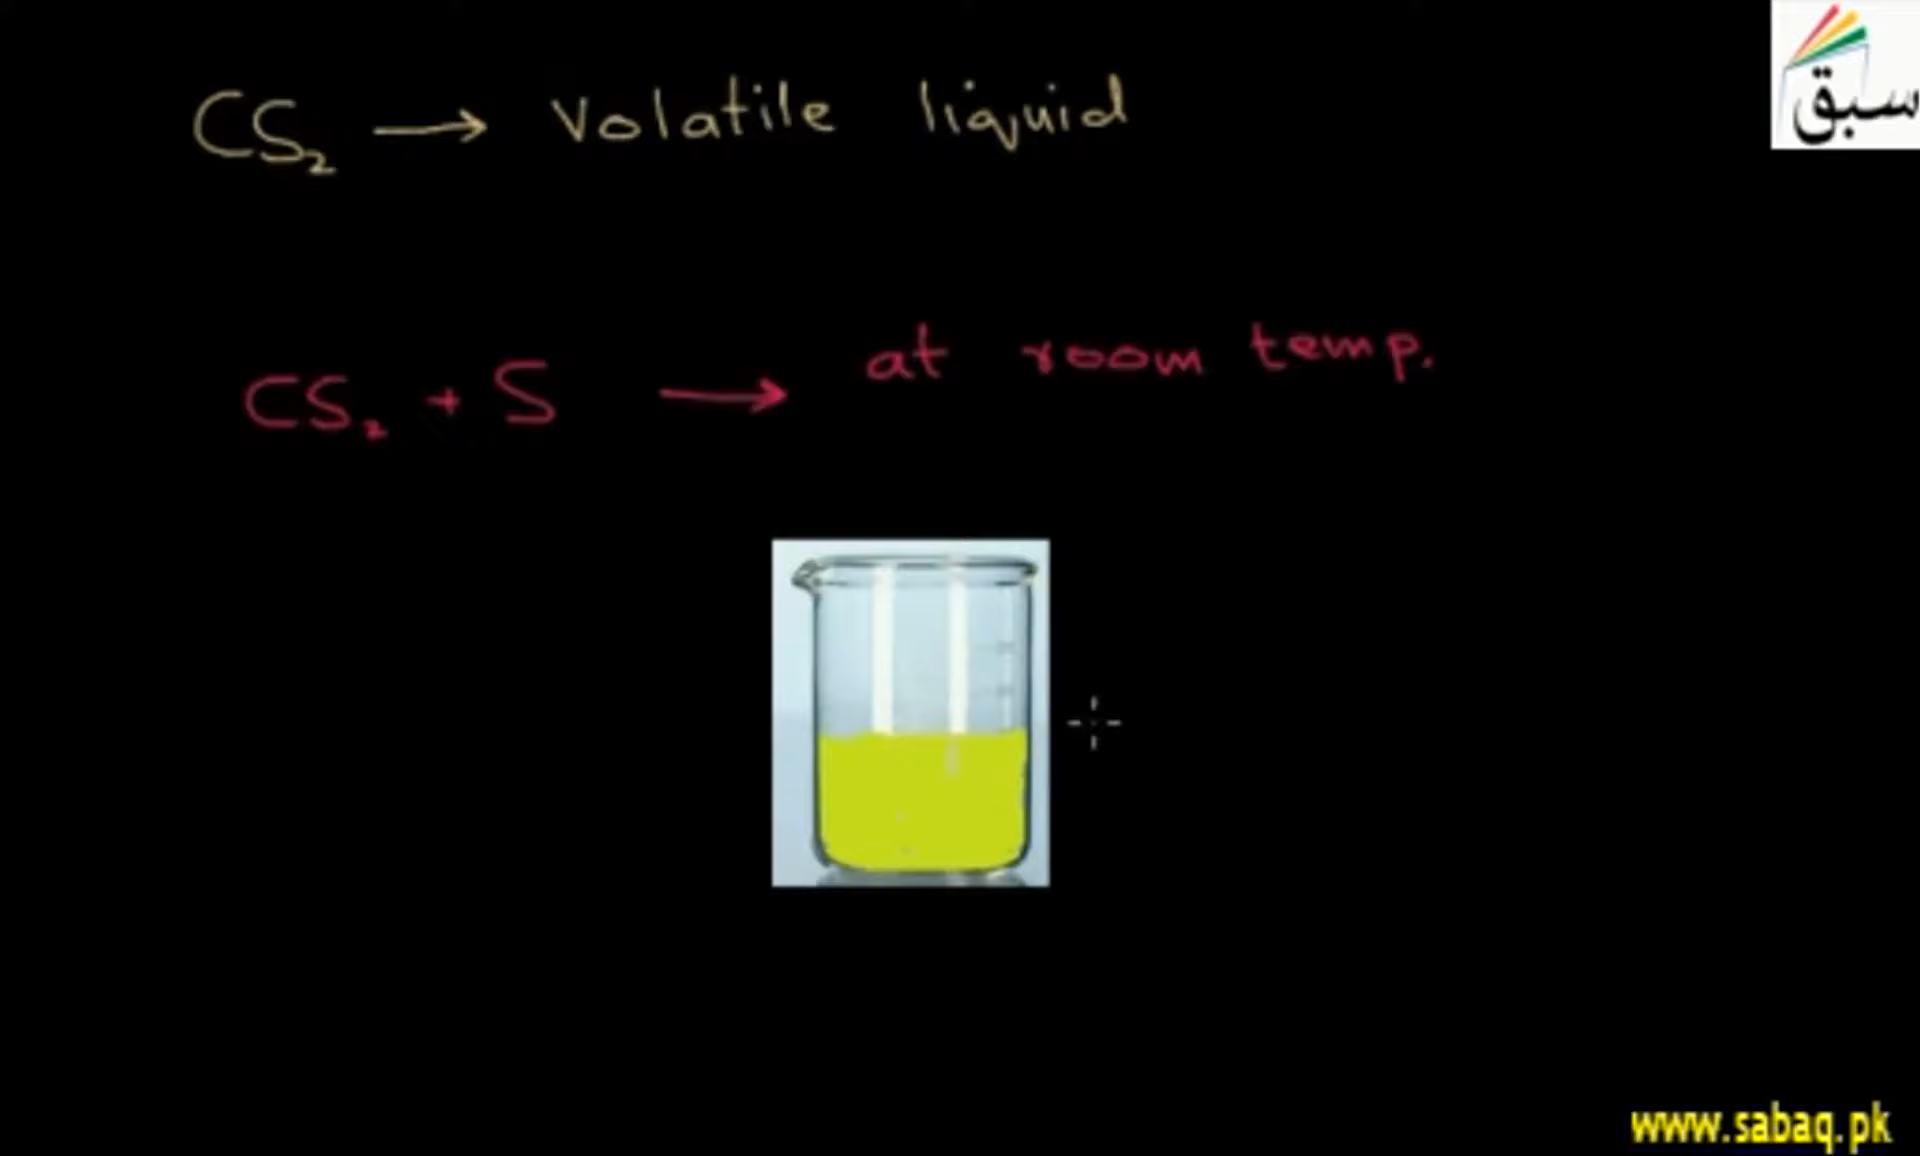 CS₂ → Volatile liquid
سبق
CS₂ + S → at room temp.
www.sabaq.pk